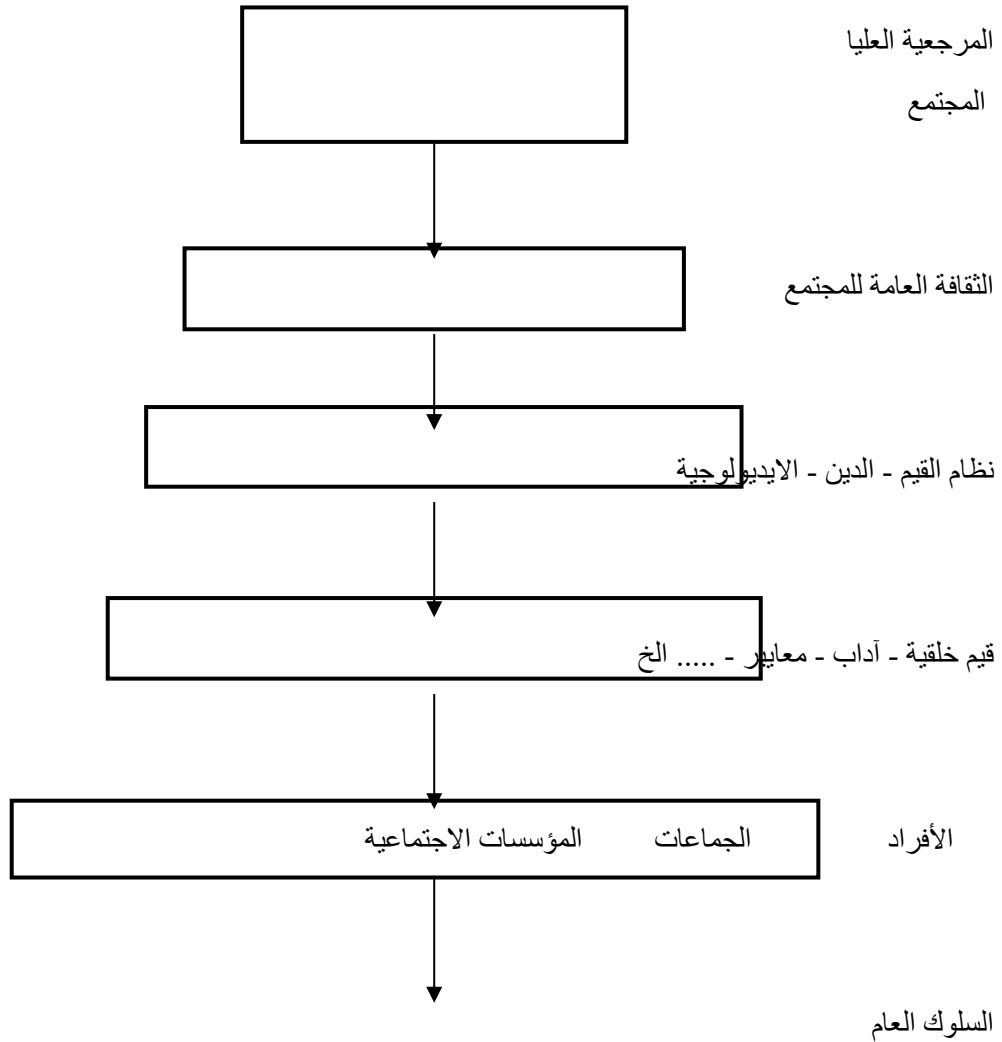 المرجعية العليا
المجتمع
الثقافة العامة للمجتمع
نظام القيم - الدين - الايديولوجية
قيم خلقية - آداب - معايير - ..... الخ
الأفراد الجماعات المؤسسات الاجتماعية
السلوك العام